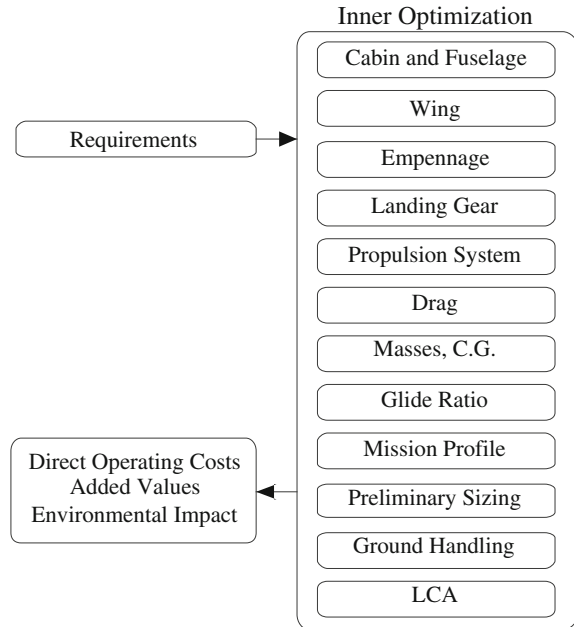 Inner Optimization
Cabin and Fuselage
Wing
Requirements
Empennage
Landing Gear
Propulsion System
Drag
Masses, C.G.
Glide Ratio
Mission Profile
Direct Operating Costs
Added Values
Environmental Impact
Preliminary Sizing
Ground Handling
LCA